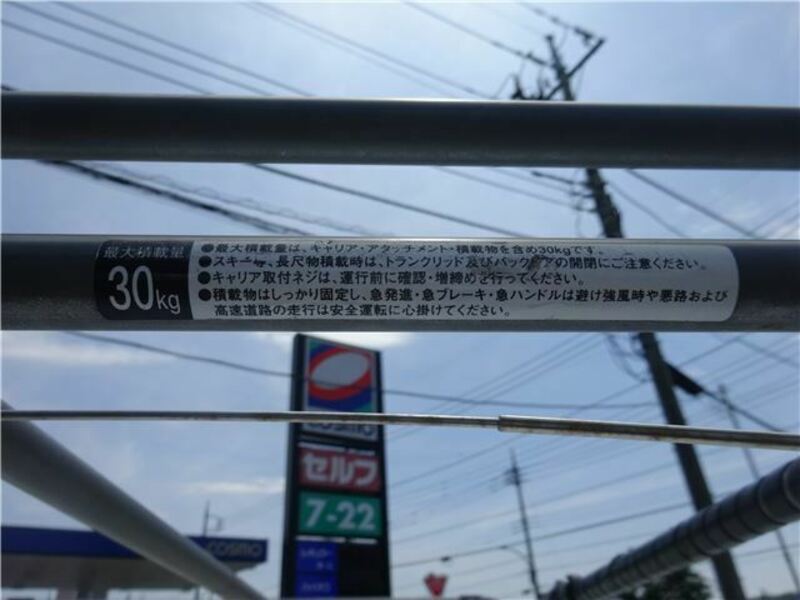 最大積載量
30kg
●最大積載量は、キャリア・アタッチメント・積載物を含め30kgです。
●スキー等、長尺物積載時は、トランクリッド及びバックドアの開閉にご注意ください。
●キャリア取付ネジは、運行前に確認・増締めを行ってください。
●積載物はしっかり固定し、急発進・急ブレーキ・急ハンドルは避け強風時や悪路および
高速道路の走行は安全運転に心掛けてください。
COSMO
セルフ
7-22
COSMO